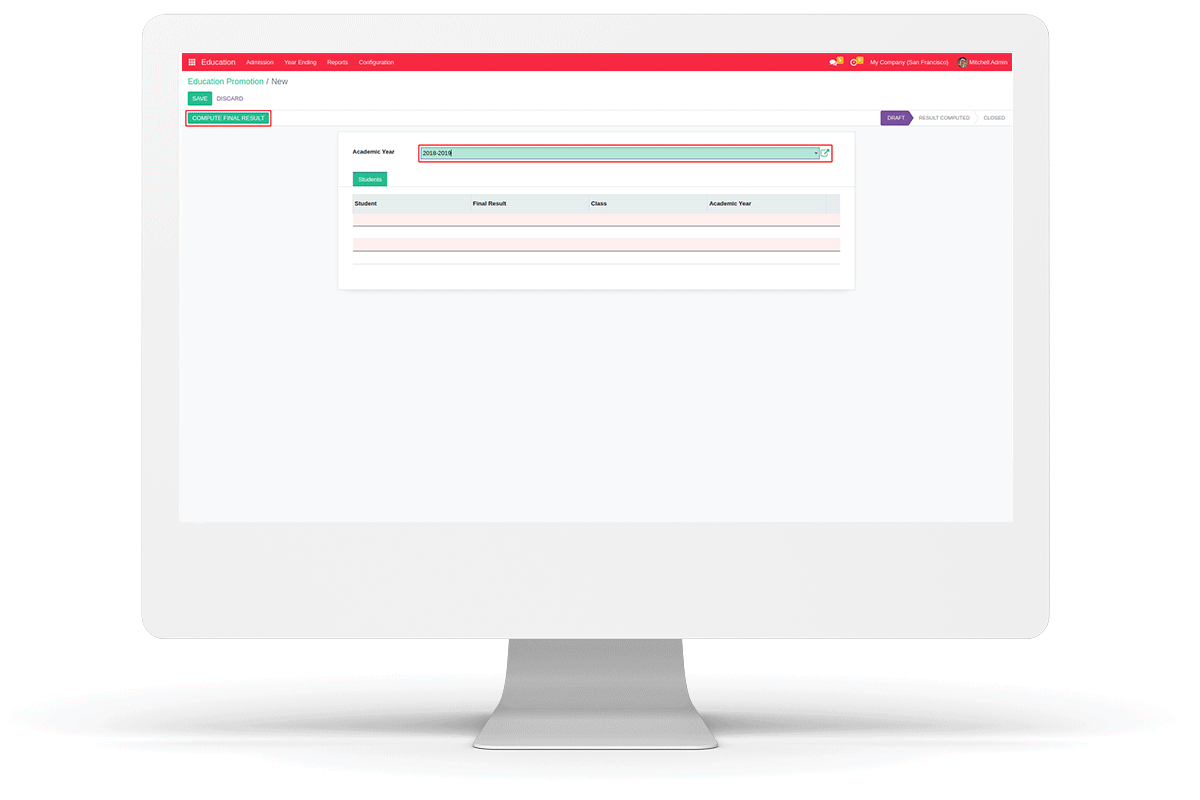 Education Admission Year Ending Reports Configuration My Company (San Francisco) Mitchell Admin
Education Promotion / New
SAVE DISCARD
COMPUTE FINAL RESULT DRAFT RESULT COMPUTED CLOSED
Academic Year 2018-2019
Students
Student Final Result Class Academic Year